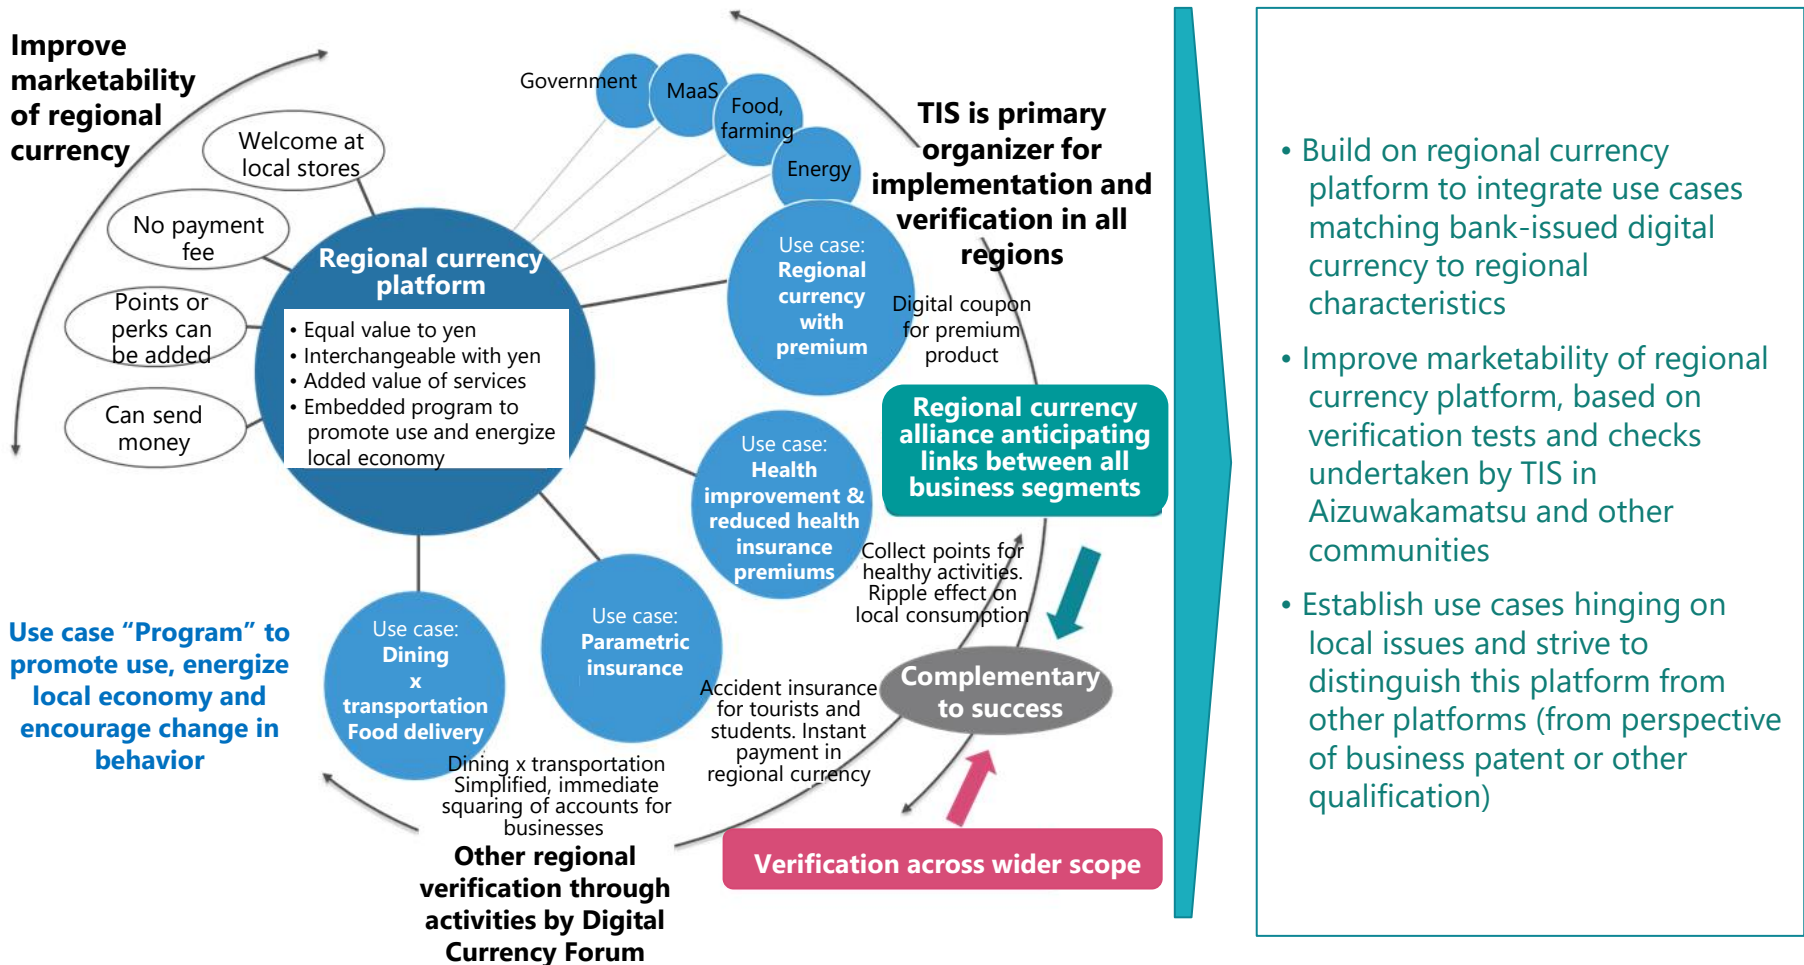 Improve
marketability
of regional
currency
Welcome at
local stores
No payment
fee
Points or
perks can
be added
Can send
money
Regional currency
platform
• Equal value to yen
• Interchangeable with yen
• Added value of services
• Embedded program to
promote use and energize
local economy
Government
MaaS
Food,
farming
Energy
TIS is primary
organizer for
implementation and
verification in all
regions
Use case:
Regional
currency
with
premium
Digital coupon
for premium
product
Regional currency
alliance anticipating
links between all
business segments
Use case:
Health
improvement &
reduced health
insurance
premiums
Collect points for
healthy activities.
Ripple effect on
local consumption
Use case:
Parametric
insurance
Accident insurance
for tourists and
students. Instant
payment in
regional currency
Use case:
Dining
x
transportation
Food delivery
Dining x transportation
Simplified, immediate
squaring of accounts for
businesses
Use case “Program” to
promote use, energize
local economy and
encourage change in
behavior
Complementary
to success
Verification across wider scope
Other regional
verification through
activities by Digital
Currency Forum
• Build on regional currency
platform to integrate use cases
matching bank-issued digital
currency to regional
characteristics
• Improve marketability of regional
currency platform, based on
verification tests and checks
undertaken by TIS in
Aizuwakamatsu and other
communities
• Establish use cases hinging on
local issues and strive to
distinguish this platform from
other platforms (from perspective
of business patent or other
qualification)